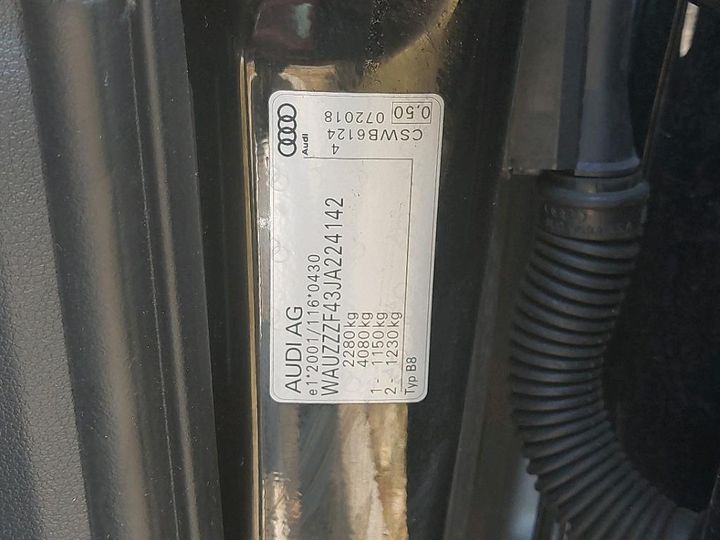 AUDI AG
e1*2001/116*0430
WAUZZZF43JA224142
2280kg
4080kg
1 - 1150kg
2 - 1230kg
Typ B8
Audi
CSWB6124
4
072018
0,50